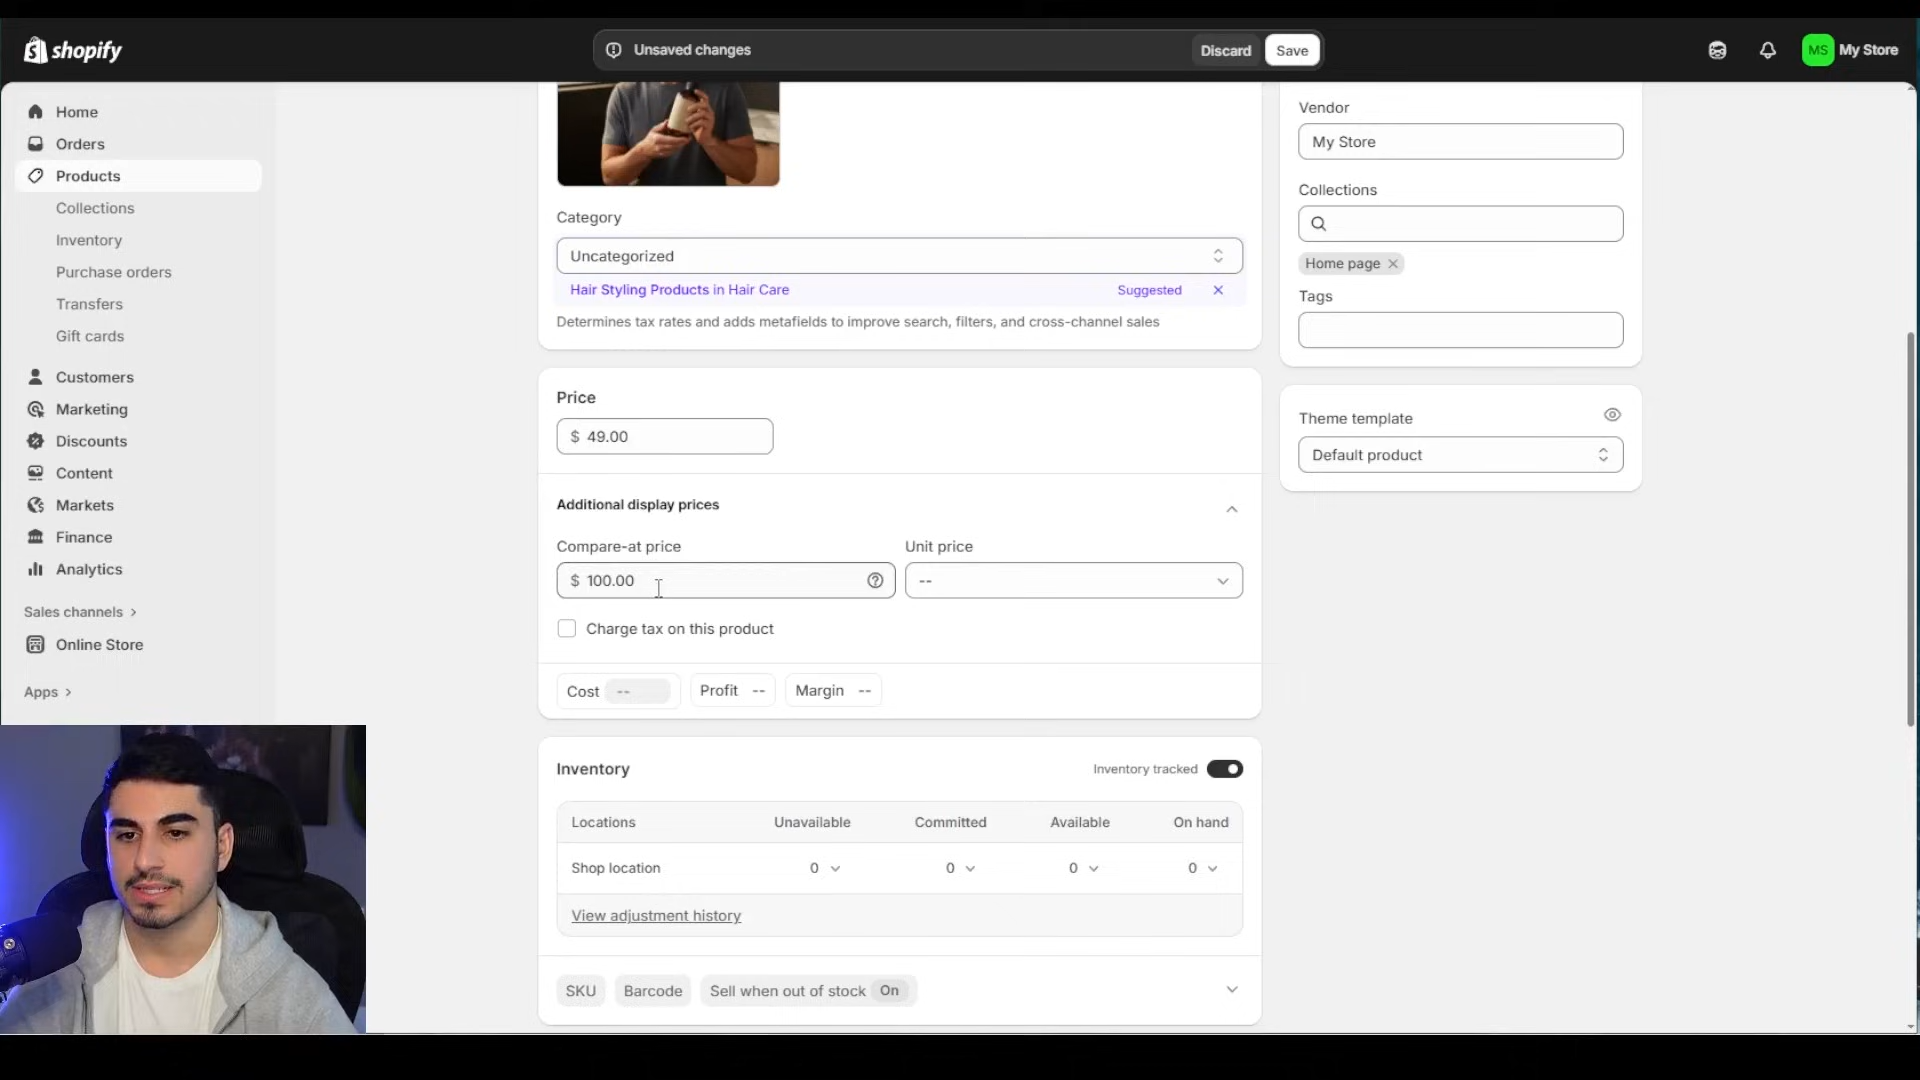 shopify
Unsaved changes
Discard
Save
MS
My Store
Home
Orders
Products
Collections
Inventory
Purchase orders
Transfers
Gift cards
Customers
Marketing
Discounts
Content
Markets
Finance
Analytics
Sales channels
Online Store
Apps
Category
Uncategorized
Hair Styling Products in Hair Care
Suggested
Determines tax rates and adds metafields to improve search, filters, and cross-channel sales
Price
$ 49.00
Additional display prices
Compare-at price
Unit price
$ 100.00
--
Charge tax on this product
Cost --
Profit --
Margin --
Inventory
Inventory tracked
Locations Unavailable Committed Available On hand
Shop location 0 0 0 0
View adjustment history
SKU
Barcode
Sell when out of stock On
Vendor
My Store
Collections
Home page
Tags
Theme template
Default product